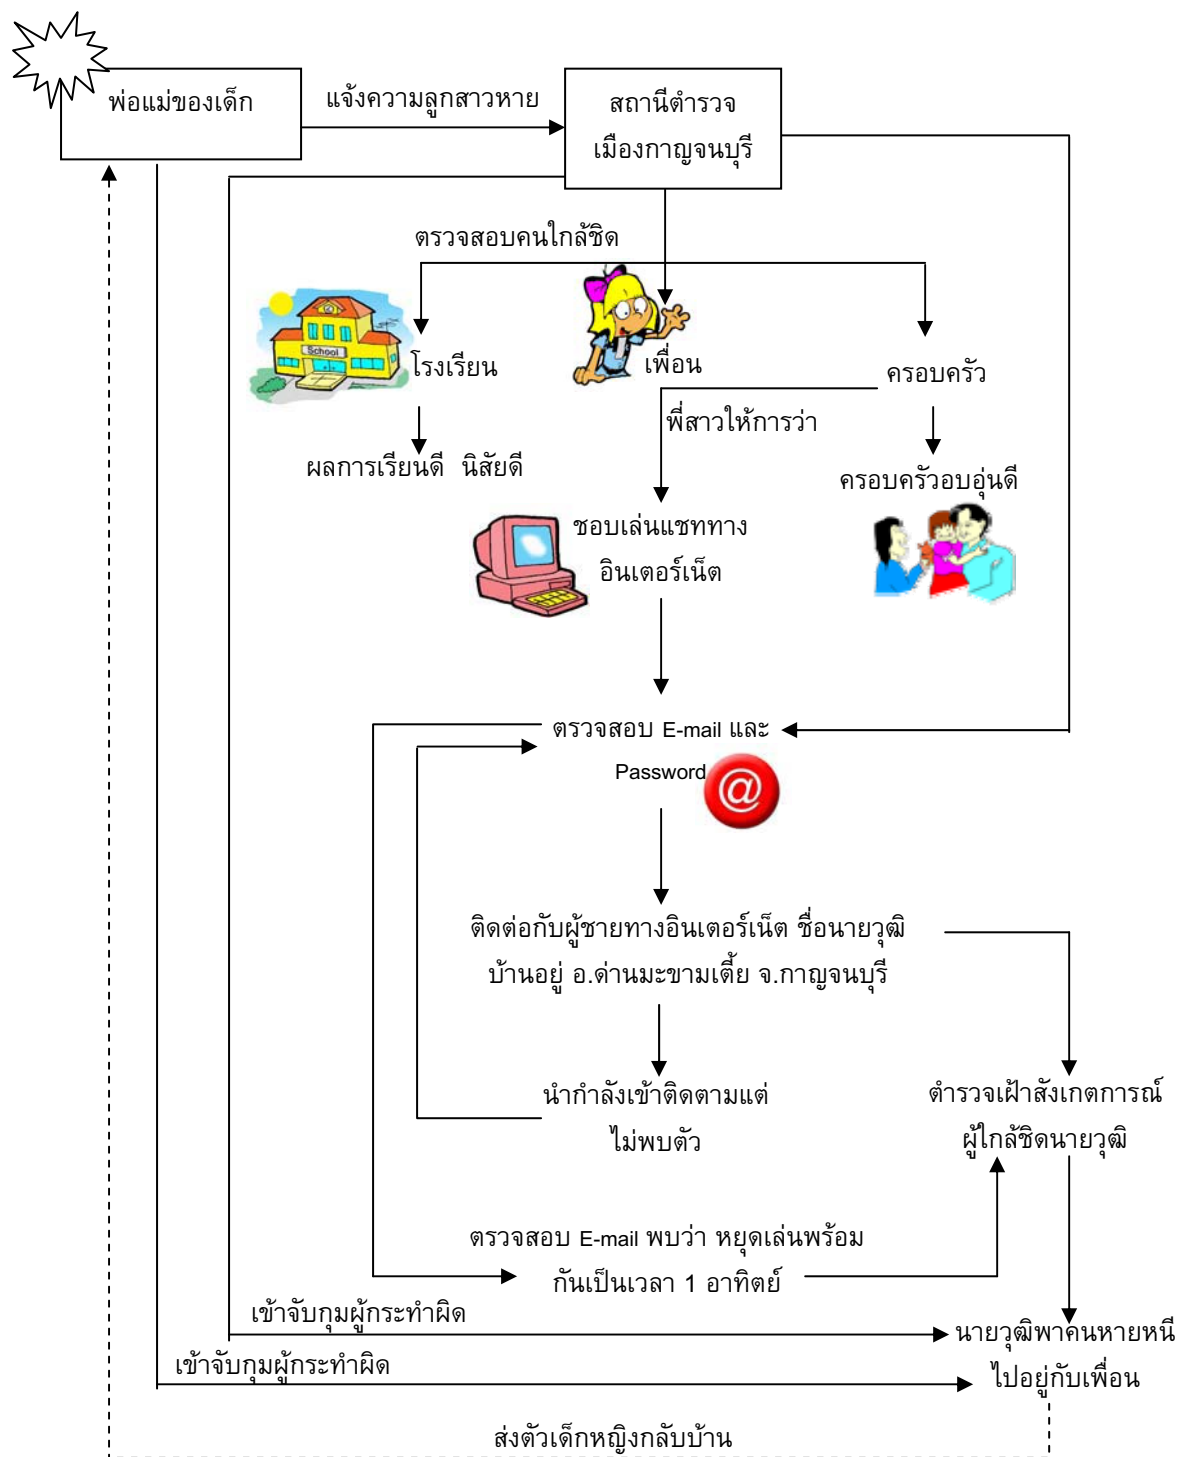 พ่อแม่ของเด็ก
แจ้งความลูกสาวหาย
สถานีตำรวจ
เมืองกาญจนบุรี
ตรวจสอบคนใกล้ชิด
School
โรงเรียน
เพื่อน
ครอบครัว
พี่สาวให้การว่า
ผลการเรียนดี นิสัยดี
ครอบครัวอบอุ่นดี
ชอบเล่นแชททาง
อินเตอร์เน็ต
ตรวจสอบ E-mail และ
Password
@
ติดต่อกับผู้ชายทางอินเตอร์เน็ต ชื่อนายวุฒิ
บ้านอยู่ อ.ด่านมะขามเตี้ย จ.กาญจนบุรี
นำกำลังเข้าติดตามแต่
ไม่พบตัว
ตำรวจเฝ้าสังเกตการณ์
ผู้ใกล้ชิดนายวุฒิ
ตรวจสอบ E-mail พบว่า หยุดเล่นพร้อม
กันเป็นเวลา 1 อาทิตย์
เข้าจับกุมผู้กระทำผิด
นายวุฒิพาคนหายหนี
ไปอยู่กับเพื่อน
เข้าจับกุมผู้กระทำผิด
ส่งตัวเด็กหญิงกลับบ้าน